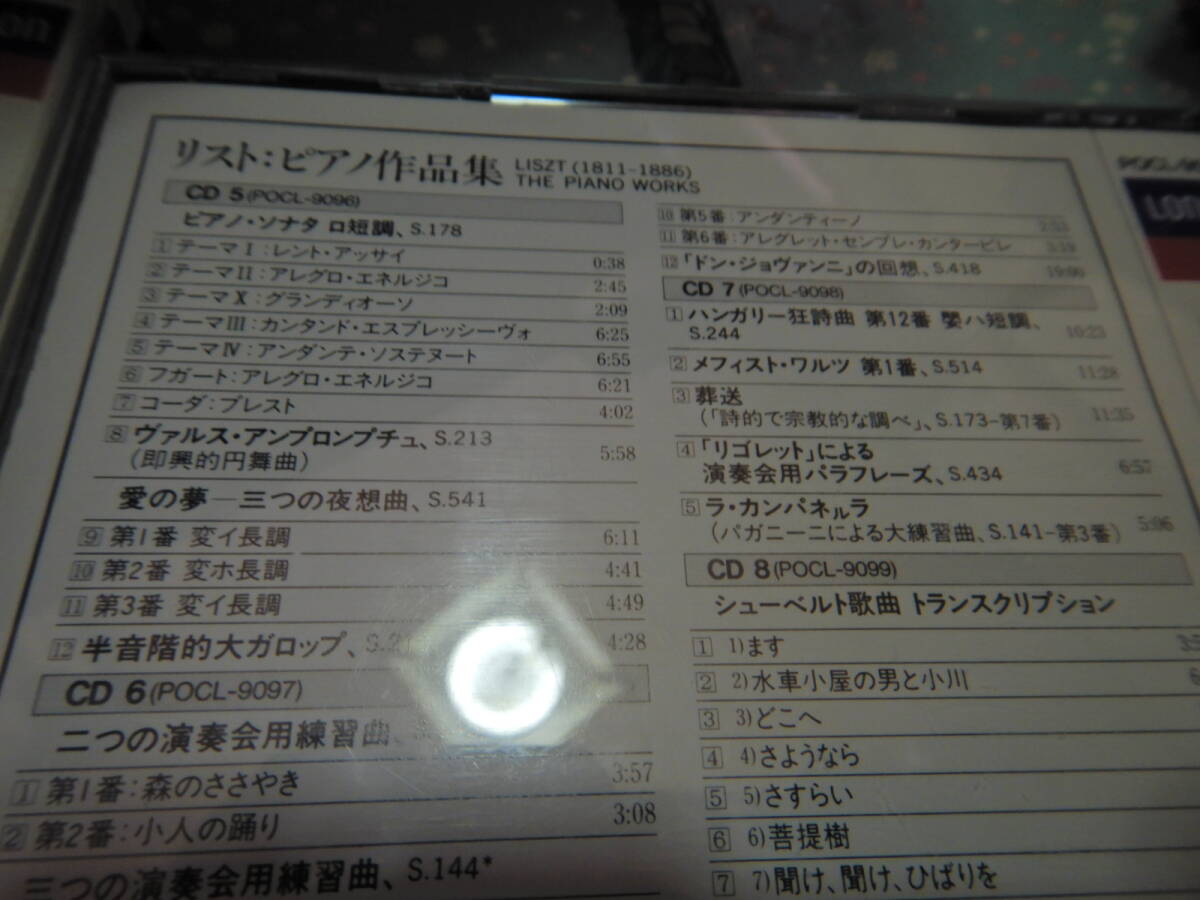 リスト:ピアノ作品集 LISZT (1811-1886)
THE PIANO WORKS
CD 5 (POCL-9096)
ピアノ・ソナタ ロ短調、S.178
1 テーマI:レント・アッサイ 0:38
2 テーマII:アレグロ・エネルジコ 2:45
3 テーマX:グランディオーソ 2:09
4 テーマIII:カンタンド・エスプレッシーヴォ 6:25
5 テーマIV:アンダンテ・ソステヌート 6:55
6 フガート:アレグロ・エネルジコ 6:21
7 コーダ:プレスト 4:02
8 ヴァルス・アンプロンプチュ、S.213 5:58
(即興的円舞曲)
愛の夢―三つの夜想曲、S.541
9 第1番 変イ長調 6:11
10 第2番 変ホ長調 4:41
11 第3番 変イ長調 4:49
12 半音階的大ガロップ、 4:28
CD 6 (POCL-9097)
二つの演奏会用練習曲、
1 第1番:森のささやき 3:57
2 第2番:小人の踊り 3:08
三つの演奏会用練習曲、S.144*
10 第5番:アンダンティーノ
11 第6番:アレグレット・センプレ・カンタービレ
12 「ドン・ジョヴァンニ」の回想、S.418
CD 7 (POCL-9098)
1 ハンガリー狂詩曲 第12番 嬰ハ短調、 10:23
S.244
2 メフィスト・ワルツ 第1番、S.514 11:28
3 葬送 11:35
(「詩的で宗教的な調べ」、S.173-第7番)
4 「リゴレット」による
演奏会用パラフレーズ、S.434 6:57
5 ラ・カンパネルラ
(パガニーニによる大練習曲、S.141-第3番) 5:06
CD 8 (POCL-9099)
シューベルト歌曲 トランスクリプション
1 1)ます
2 2)水車小屋の男と小川
3 3)どこへ
4 4)さようなら
5 5)さすらい
6 6)菩提樹
7 7)聞け、聞け、ひばりを